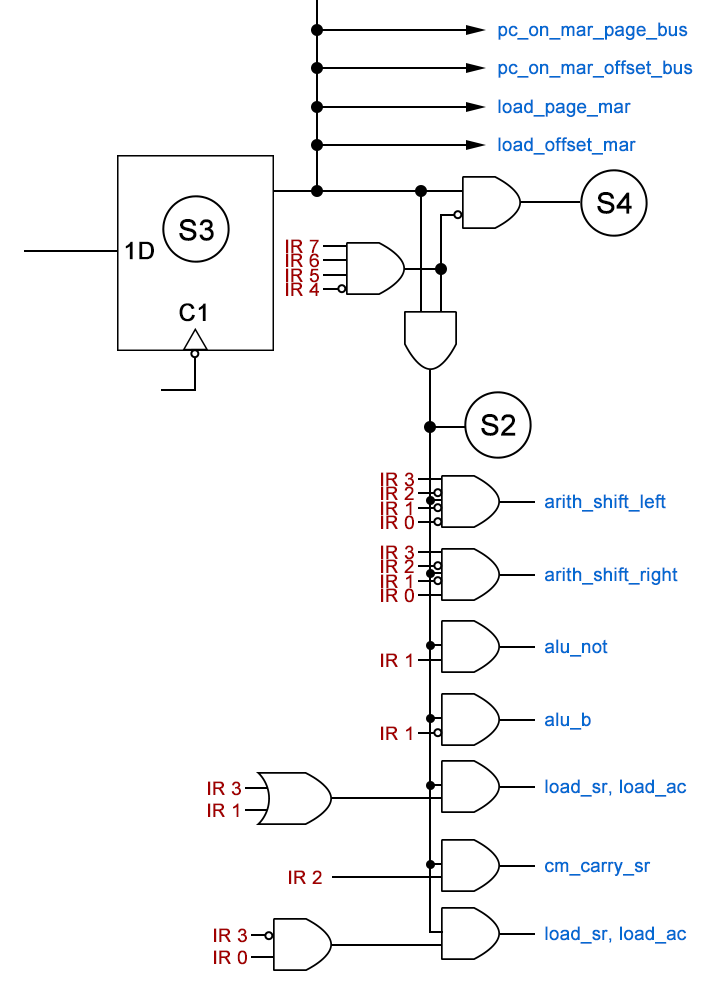 pc_on_mar_page_bus
pc_on_mar_offset_bus
load_page_mar
load_offset_mar
S3
S4
1D
C1
IR 7
IR 6
IR 5
IR 4
S2
IR 3
IR 2
IR 1
IR 0
arith_shift_left
IR 3
IR 2
IR 1
IR 0
arith_shift_right
alu_not
IR 1
alu_b
IR 1
IR 3
IR 1
load_sr, load_ac
cm_carry_sr
IR 2
IR 3
IR 0
load_sr, load_ac